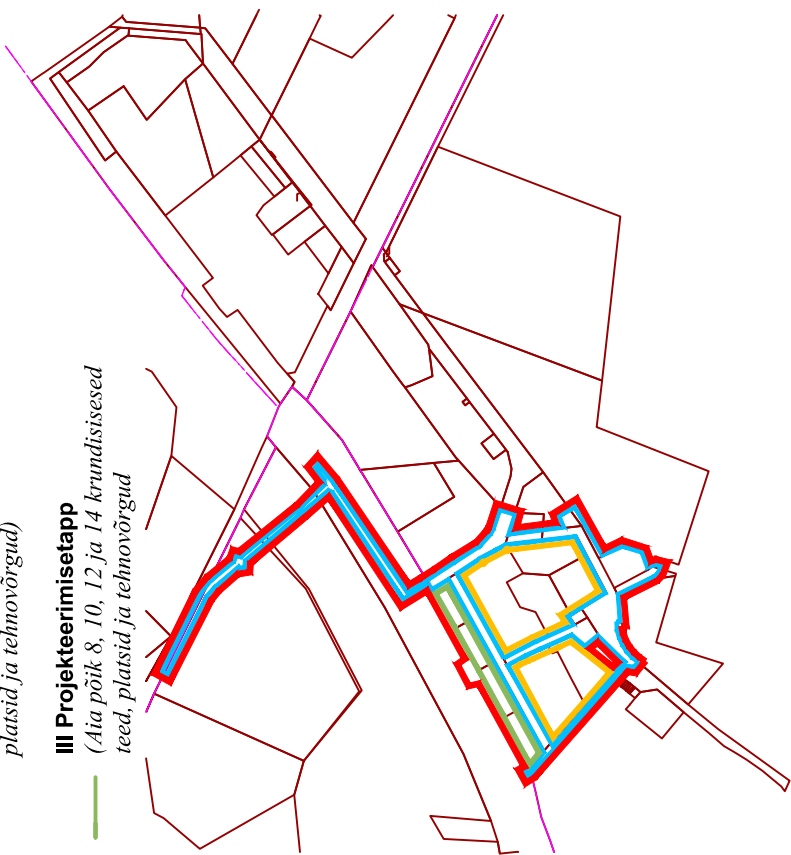 platsid ja tehnovõrgud)
III Projekteerimisetapp
(Aia põik 8, 10, 12 ja 14 krundisisesed
teed, platsid ja tehnovõrgud